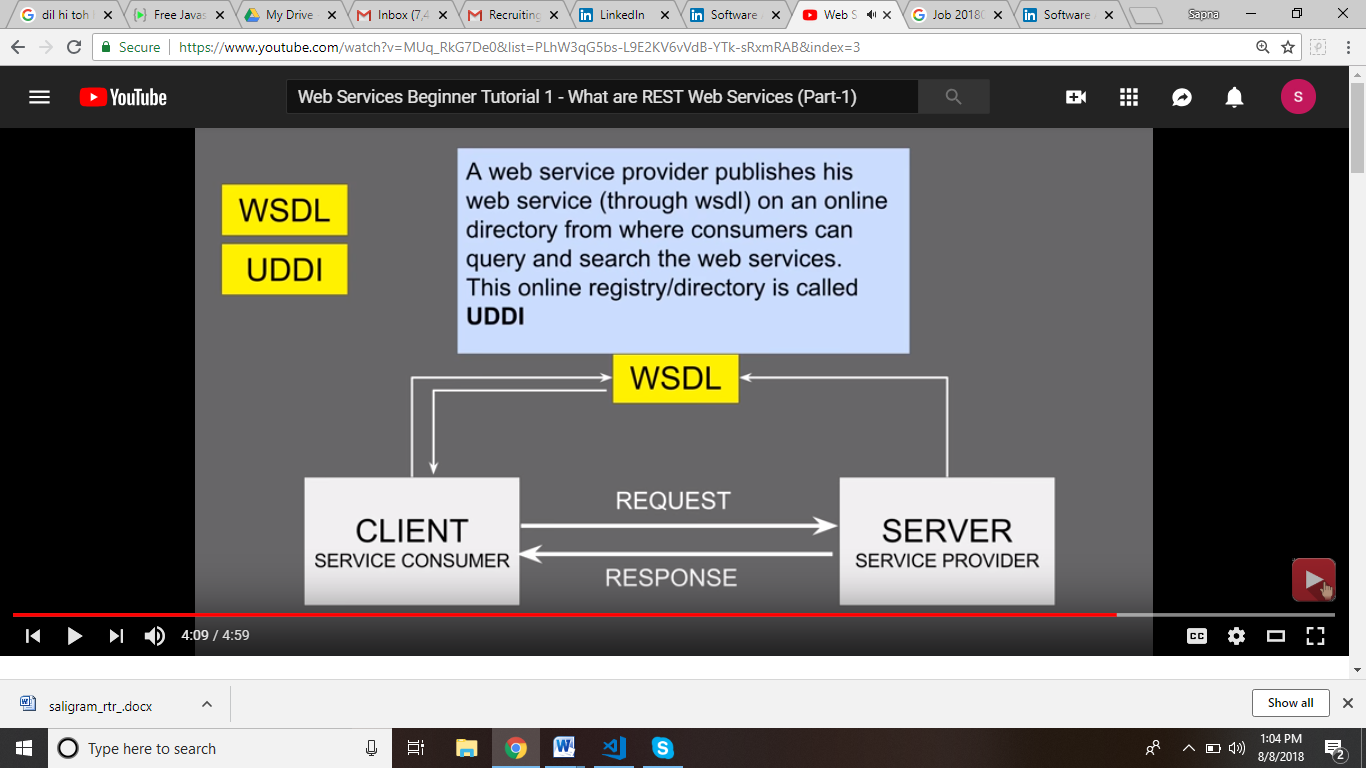 dil hi toh
Free Javas
My Drive
Inbox (7,4
Recruiting
LinkedIn
Software
Web S
Job 2018
Software
Sapna
Secure
https://www.youtube.com/watch?v=MUq_RkG7De0&list=PLhW3qG5bs-L9E2KV6vVdB-YTk-sRxmRAB&index=3
YouTube
Web Services Beginner Tutorial 1 - What are REST Web Services (Part-1)
S
WSDL
UDDI
A web service provider publishes his
web service (through wsdl) on an online
directory from where consumers can
query and search the web services.
This online registry/directory is called
UDDI
WSDL
CLIENT
SERVICE CONSUMER
REQUEST
RESPONSE
SERVER
SERVICE PROVIDER
4:09 / 4:59
CC
saligram_rtr_.docx
Show all
Type here to search
1:04 PM
8/8/2018
2